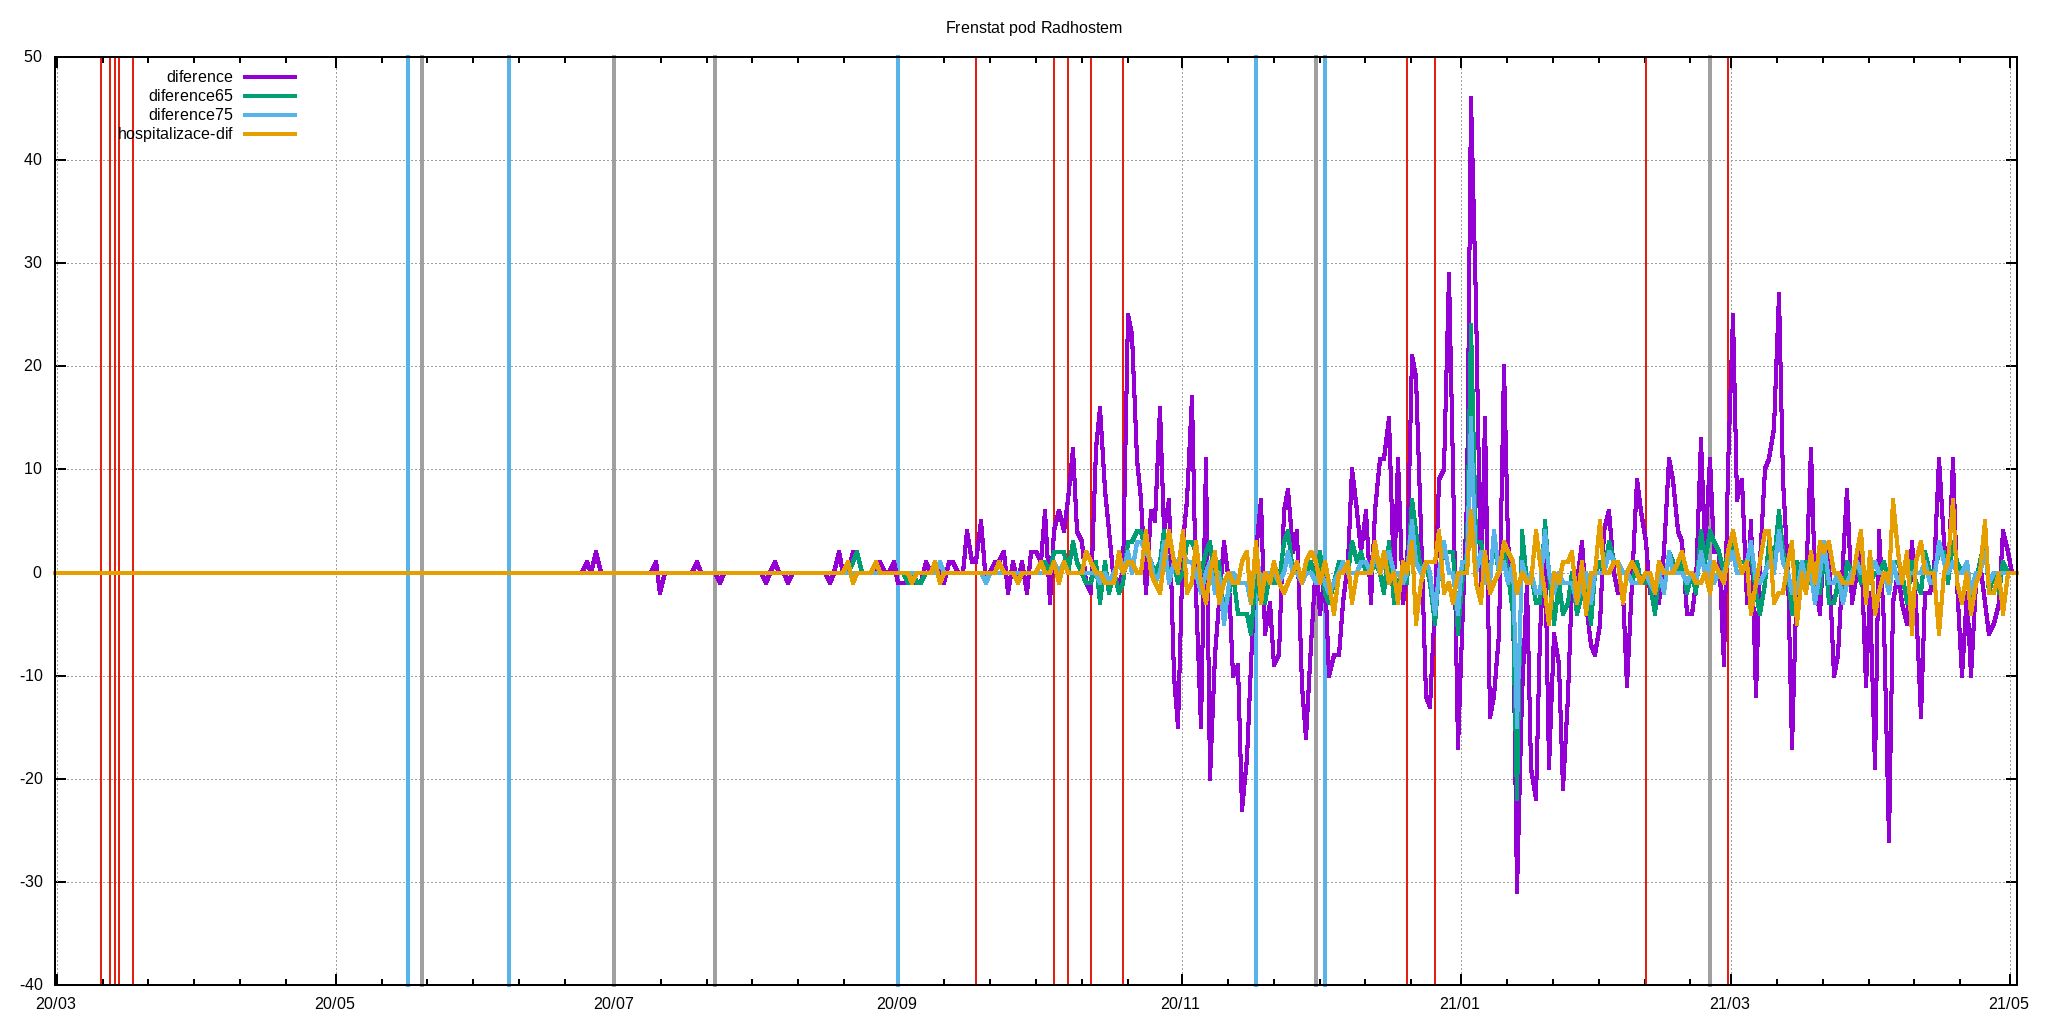 Frenstat pod Radhostem
50
diference
diference65
diference75
hospitalizace-dif
40
30
20
10
0
-10
-20
-30
-40
20/03 20/05 20/07 20/09 20/11 21/01 21/03 21/05